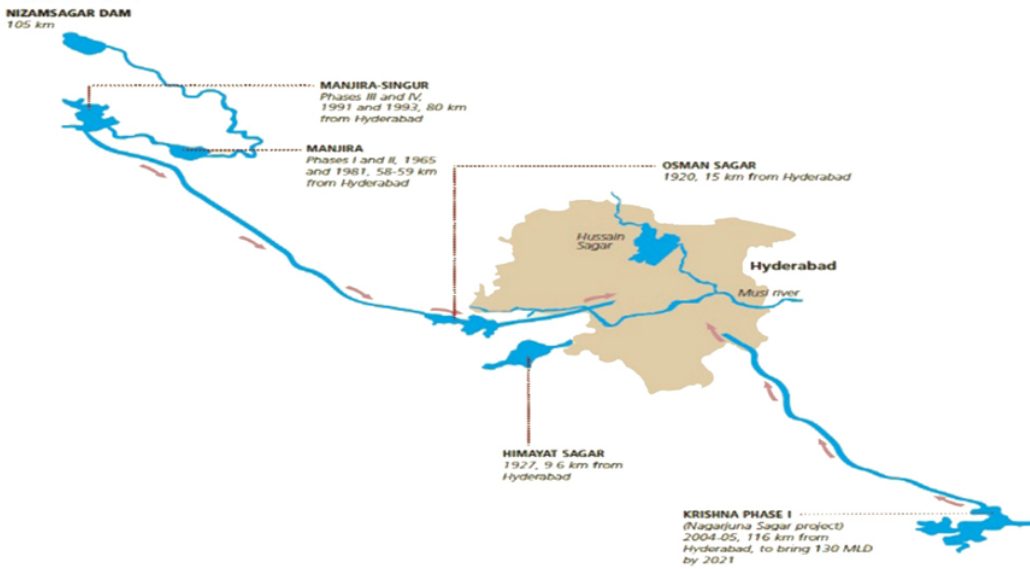 NIZAMSAGAR DAM
105 km
MANJIRA-SINGUR
Phases III and IV,
1991 and 1993, 80 km
from Hyderabad
MANJIRA
Phases I and II, 1965
and 1981, 58-59 km
from Hyderabad
OSMAN SAGAR
1920, 15 km from Hyderabad
Hussain
Sagar
Hyderabad
Musi river
HIMAYAT SAGAR
1927, 9.6 km from
Hyderabad
KRISHNA PHASE I
(Nagarjuna Sagar project)
2004-05, 116 km from
Hyderabad, to bring 130 MLD
by 2021